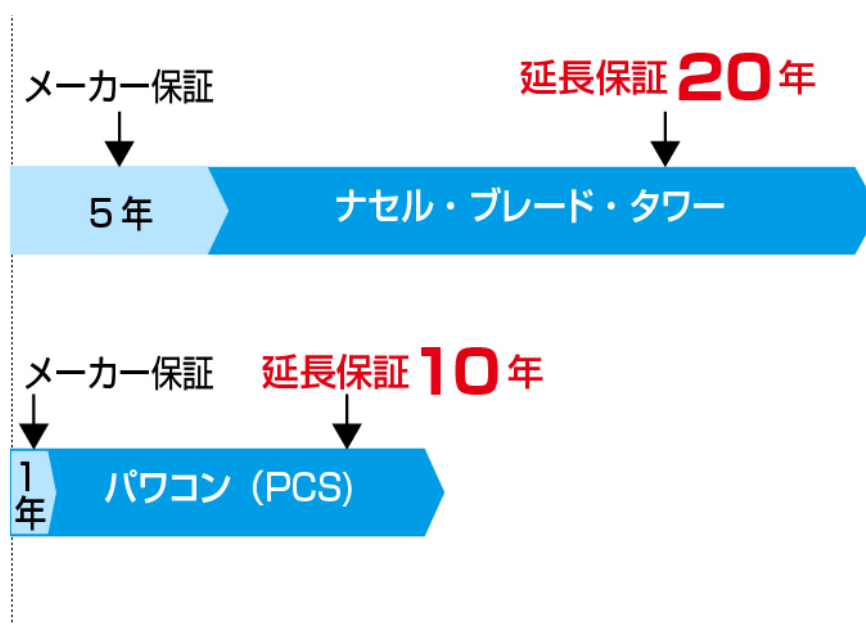 メーカー保証
延長保証20年
5年
ナセル・ブレード・タワー
メーカー保証
延長保証10年
1
年
パワコン（PCS)